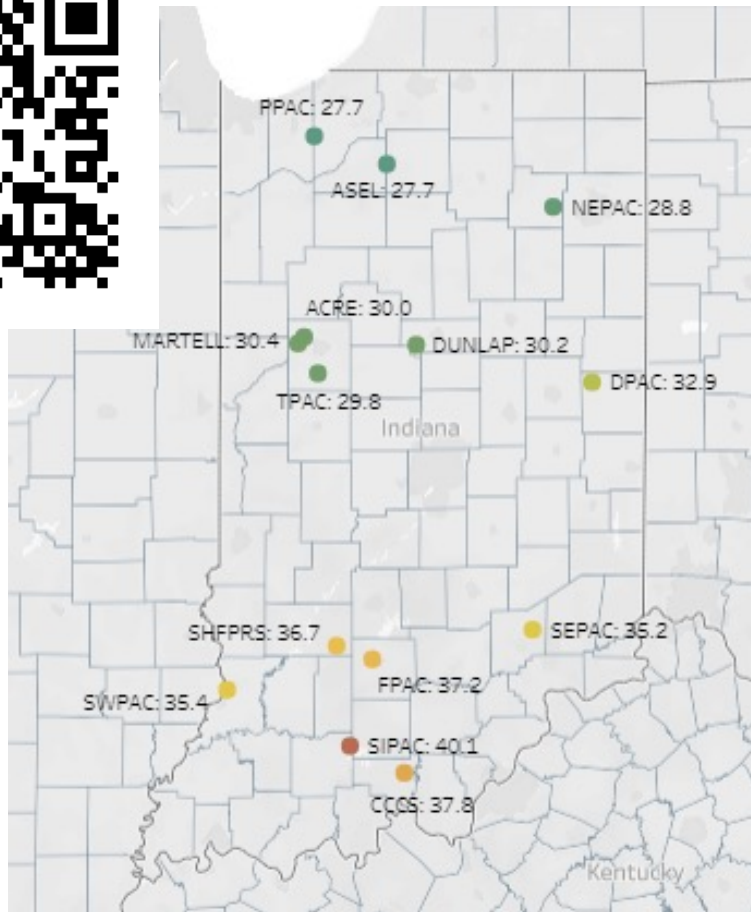 PPAC: 27.7
ASEL: 27.7
NEPAC: 28.8
ACRE: 30.0
MARTELL: 30.4
DUNLAP: 30.2
DPAC: 32.9
TPAC: 29.8
Indiana
SHFPRS: 36.7
SEPAC: 35.2
FPAC: 37.2
SWPAC: 35.4
SIPAC: 40.1
CCOS: 37.8
Kentucky